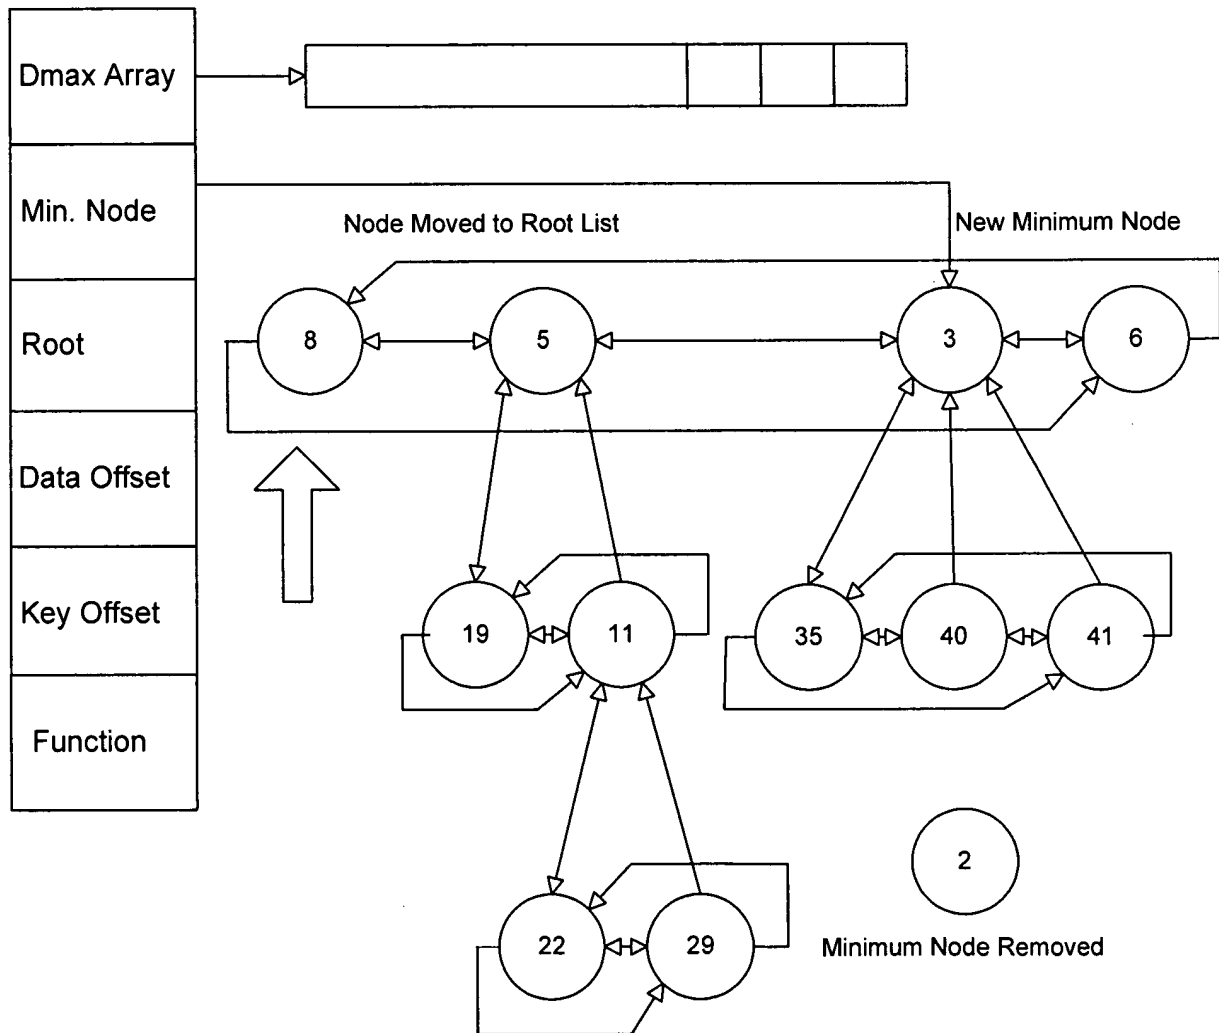 Dmax Array
Min. Node
Node Moved to Root List
New Minimum Node
Root
8
5
3
6
Data Offset
Key Offset
19
11
35
40
41
Function
2
22
29
Minimum Node Removed